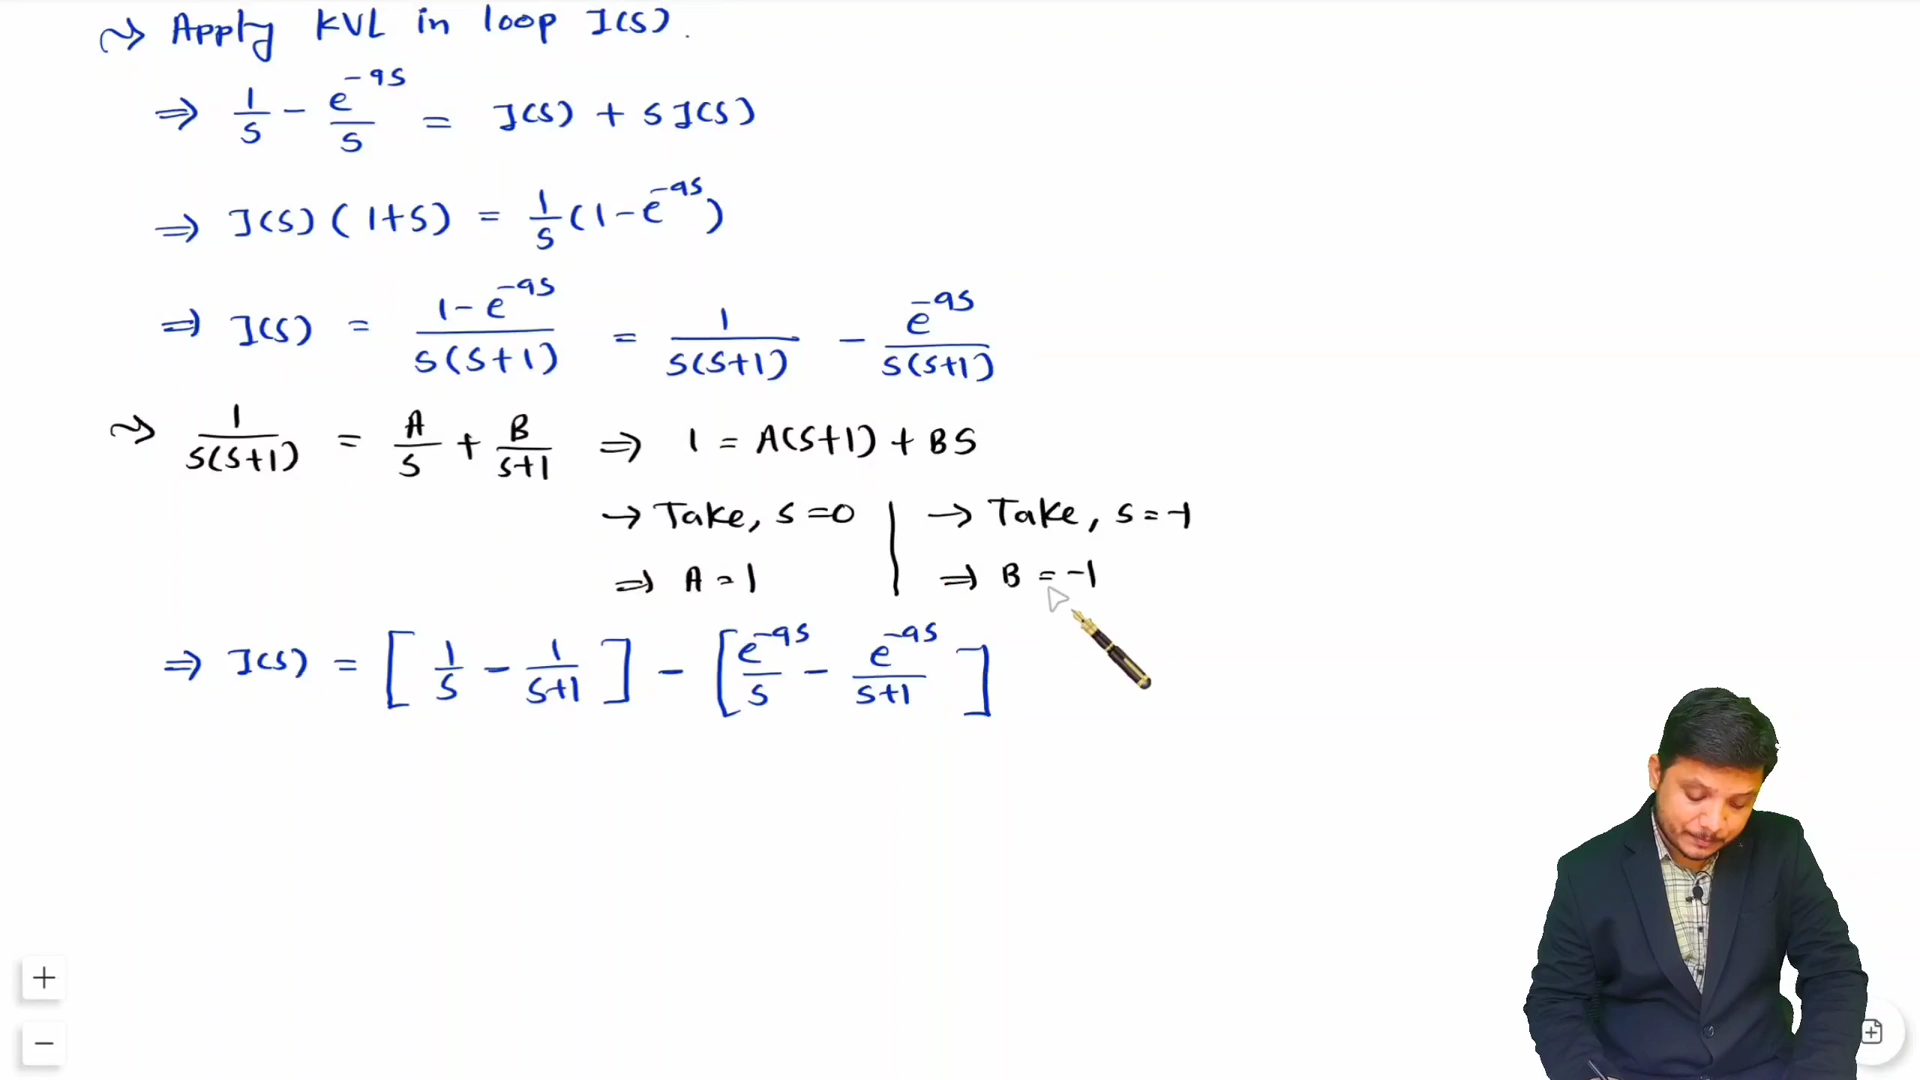 ~> Apply KVL in loop I(s).
⇒ 1/s - e^-as/s = I(s) + s I(s)
⇒ I(s) (1+s) = 1/s (1 - e^-as)
⇒ I(s) = 1 - e^-as / s(s+1) = 1/s(s+1) - e^-as/s(s+1)
~> 1/s(s+1) = A/s + B/s+1 ⇒ 1 = A(s+1) + BS
→ Take, s=0 | → Take, s=-1
⇒ A=1 | ⇒ B=-1
⇒ I(s) = [ 1/s - 1/s+1 ] - [ e^-as/s - e^-as/s+1 ]